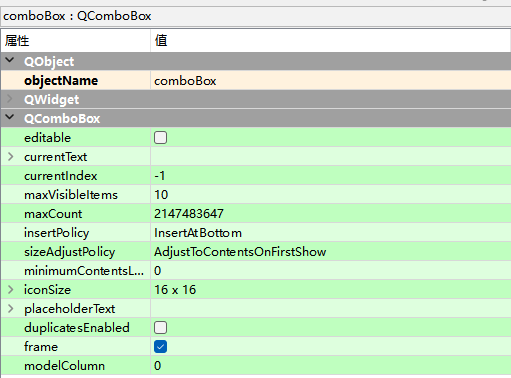 comboBox : QComboBox
属性 值
QObject
objectName comboBox
QWidget
QComboBox
editable
currentText
currentIndex -1
maxVisibleItems 10
maxCount 2147483647
insertPolicy InsertAtBottom
sizeAdjustPolicy AdjustToContentsOnFirstShow
minimumContentsL... 0
iconSize 16 x 16
placeholderText
duplicatesEnabled
frame
modelColumn 0